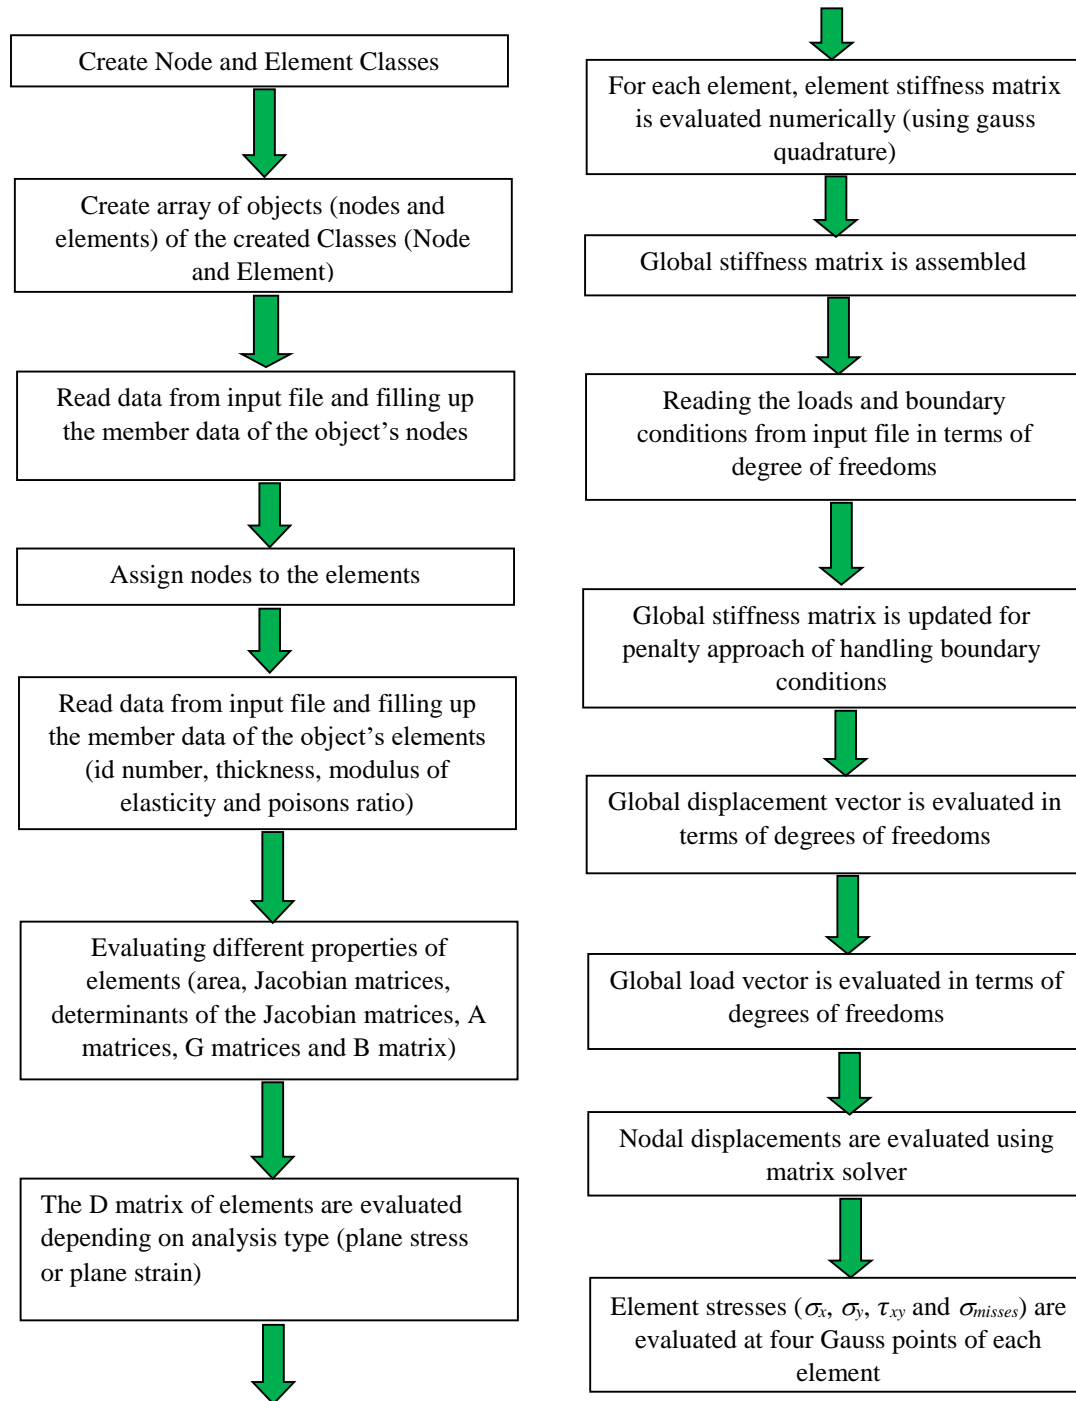 Create Node and Element Classes
Create array of objects (nodes and
elements) of the created Classes (Node
and Element)
Read data from input file and filling up
the member data of the object’s nodes
Assign nodes to the elements
Read data from input file and filling up
the member data of the object’s elements
(id number, thickness, modulus of
elasticity and poisons ratio)
Evaluating different properties of
elements (area, Jacobian matrices,
determinants of the Jacobian matrices, A
matrices, G matrices and B matrix)
The D matrix of elements are evaluated
depending on analysis type (plane stress
or plane strain)
For each element, element stiffness matrix
is evaluated numerically (using gauss
quadrature)
Global stiffness matrix is assembled
Reading the loads and boundary
conditions from input file in terms of
degree of freedoms
Global stiffness matrix is updated for
penalty approach of handling boundary
conditions
Global displacement vector is evaluated in
terms of degrees of freedoms
Global load vector is evaluated in terms of
degrees of freedoms
Nodal displacements are evaluated using
matrix solver
Element stresses (σx, σy, τxy and σmisses) are
evaluated at four Gauss points of each
element